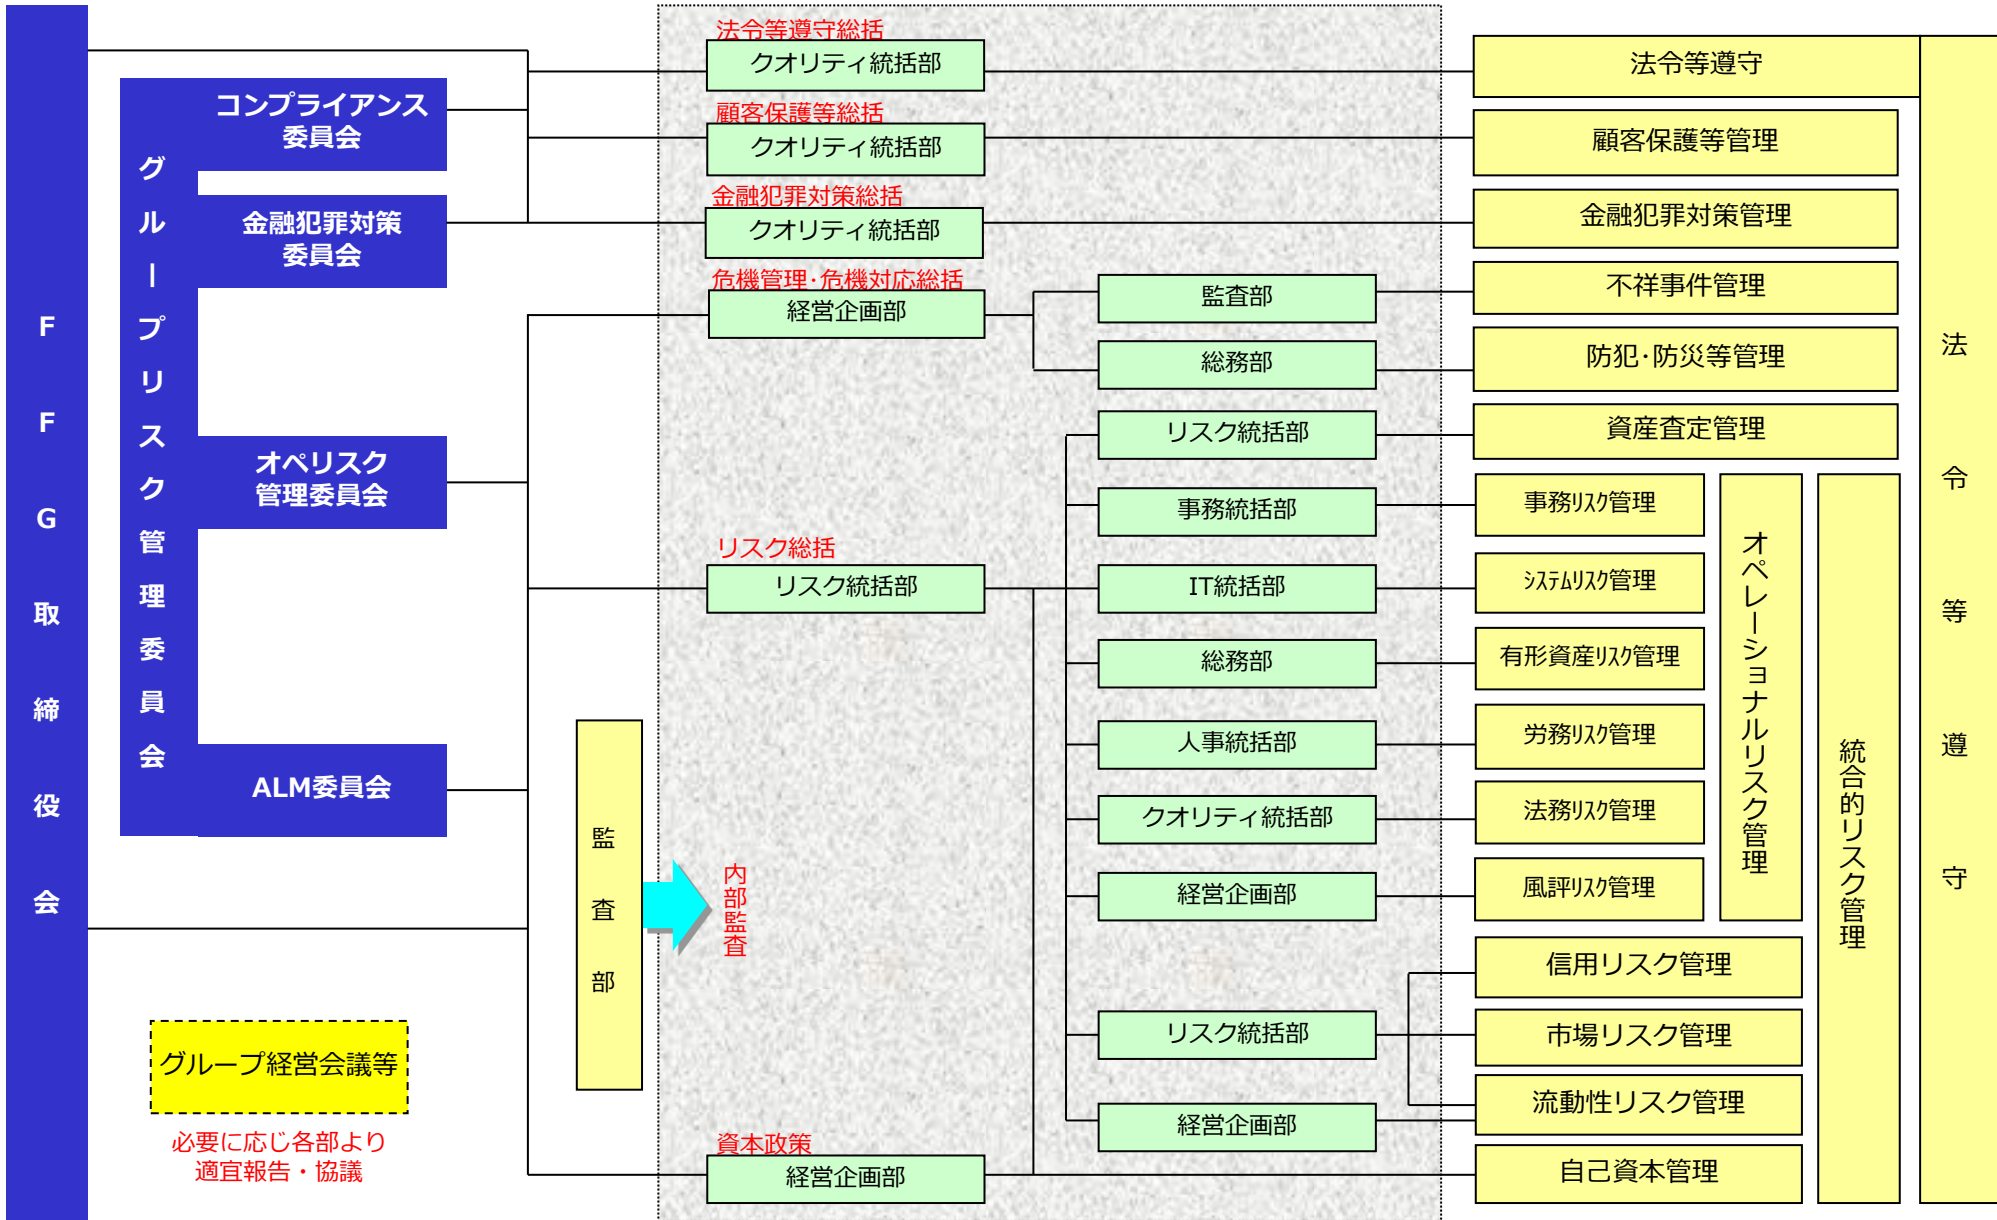 FFG取締役会
グループリスク管理委員会
コンプライアンス
委員会
金融犯罪対策
委員会
オペリスク
管理委員会
ALM委員会
グループ経営会議等
必要に応じ各部より
適宜報告・協議
監査部
内部監査
法令等遵守総括
クオリティ統括部
顧客保護等総括
クオリティ統括部
金融犯罪対策総括
クオリティ統括部
危機管理・危機対応総括
経営企画部
リスク総括
リスク統括部
資本政策
経営企画部
監査部
総務部
リスク統括部
事務統括部
IT統括部
総務部
人事統括部
クオリティ統括部
経営企画部
リスク統括部
経営企画部
法令等遵守
顧客保護等管理
金融犯罪対策管理
不祥事件管理
防犯・防災等管理
資産査定管理
事務ﾘｽｸ管理
ｼｽﾃﾑﾘｽｸ管理
有形資産ﾘｽｸ管理
労務ﾘｽｸ管理
法務ﾘｽｸ管理
風評ﾘｽｸ管理
信用リスク管理
市場リスク管理
流動性リスク管理
自己資本管理
オペレーショナルリスク管理
統合的リスク管理
法令等遵守